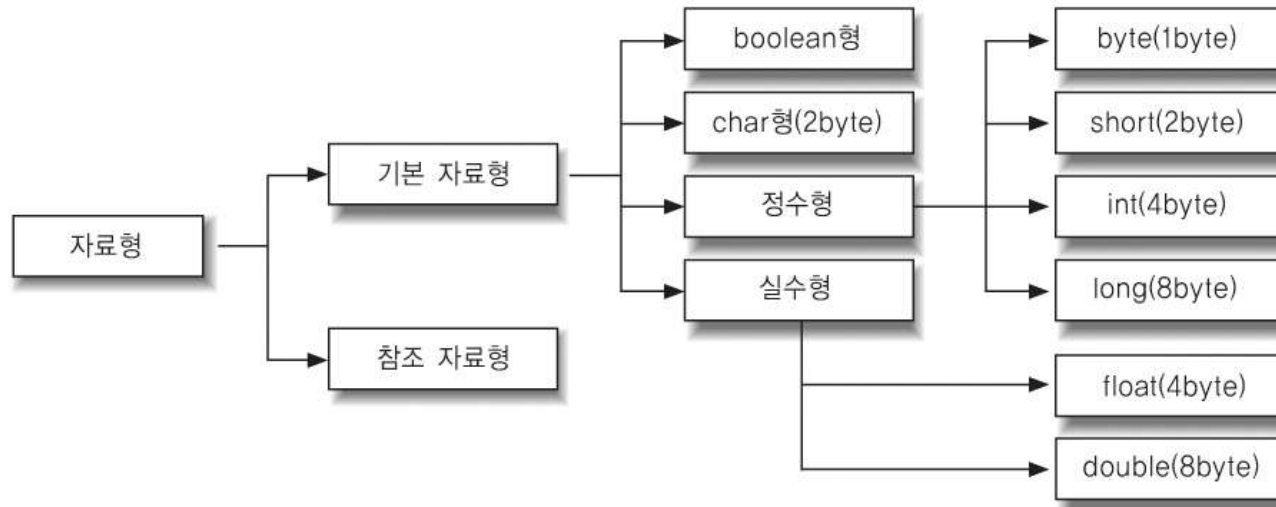 자료형
기본 자료형
참조 자료형
boolean형
char형(2byte)
정수형
실수형
byte(1byte)
short(2byte)
int(4byte)
long(8byte)
float(4byte)
double(8byte)